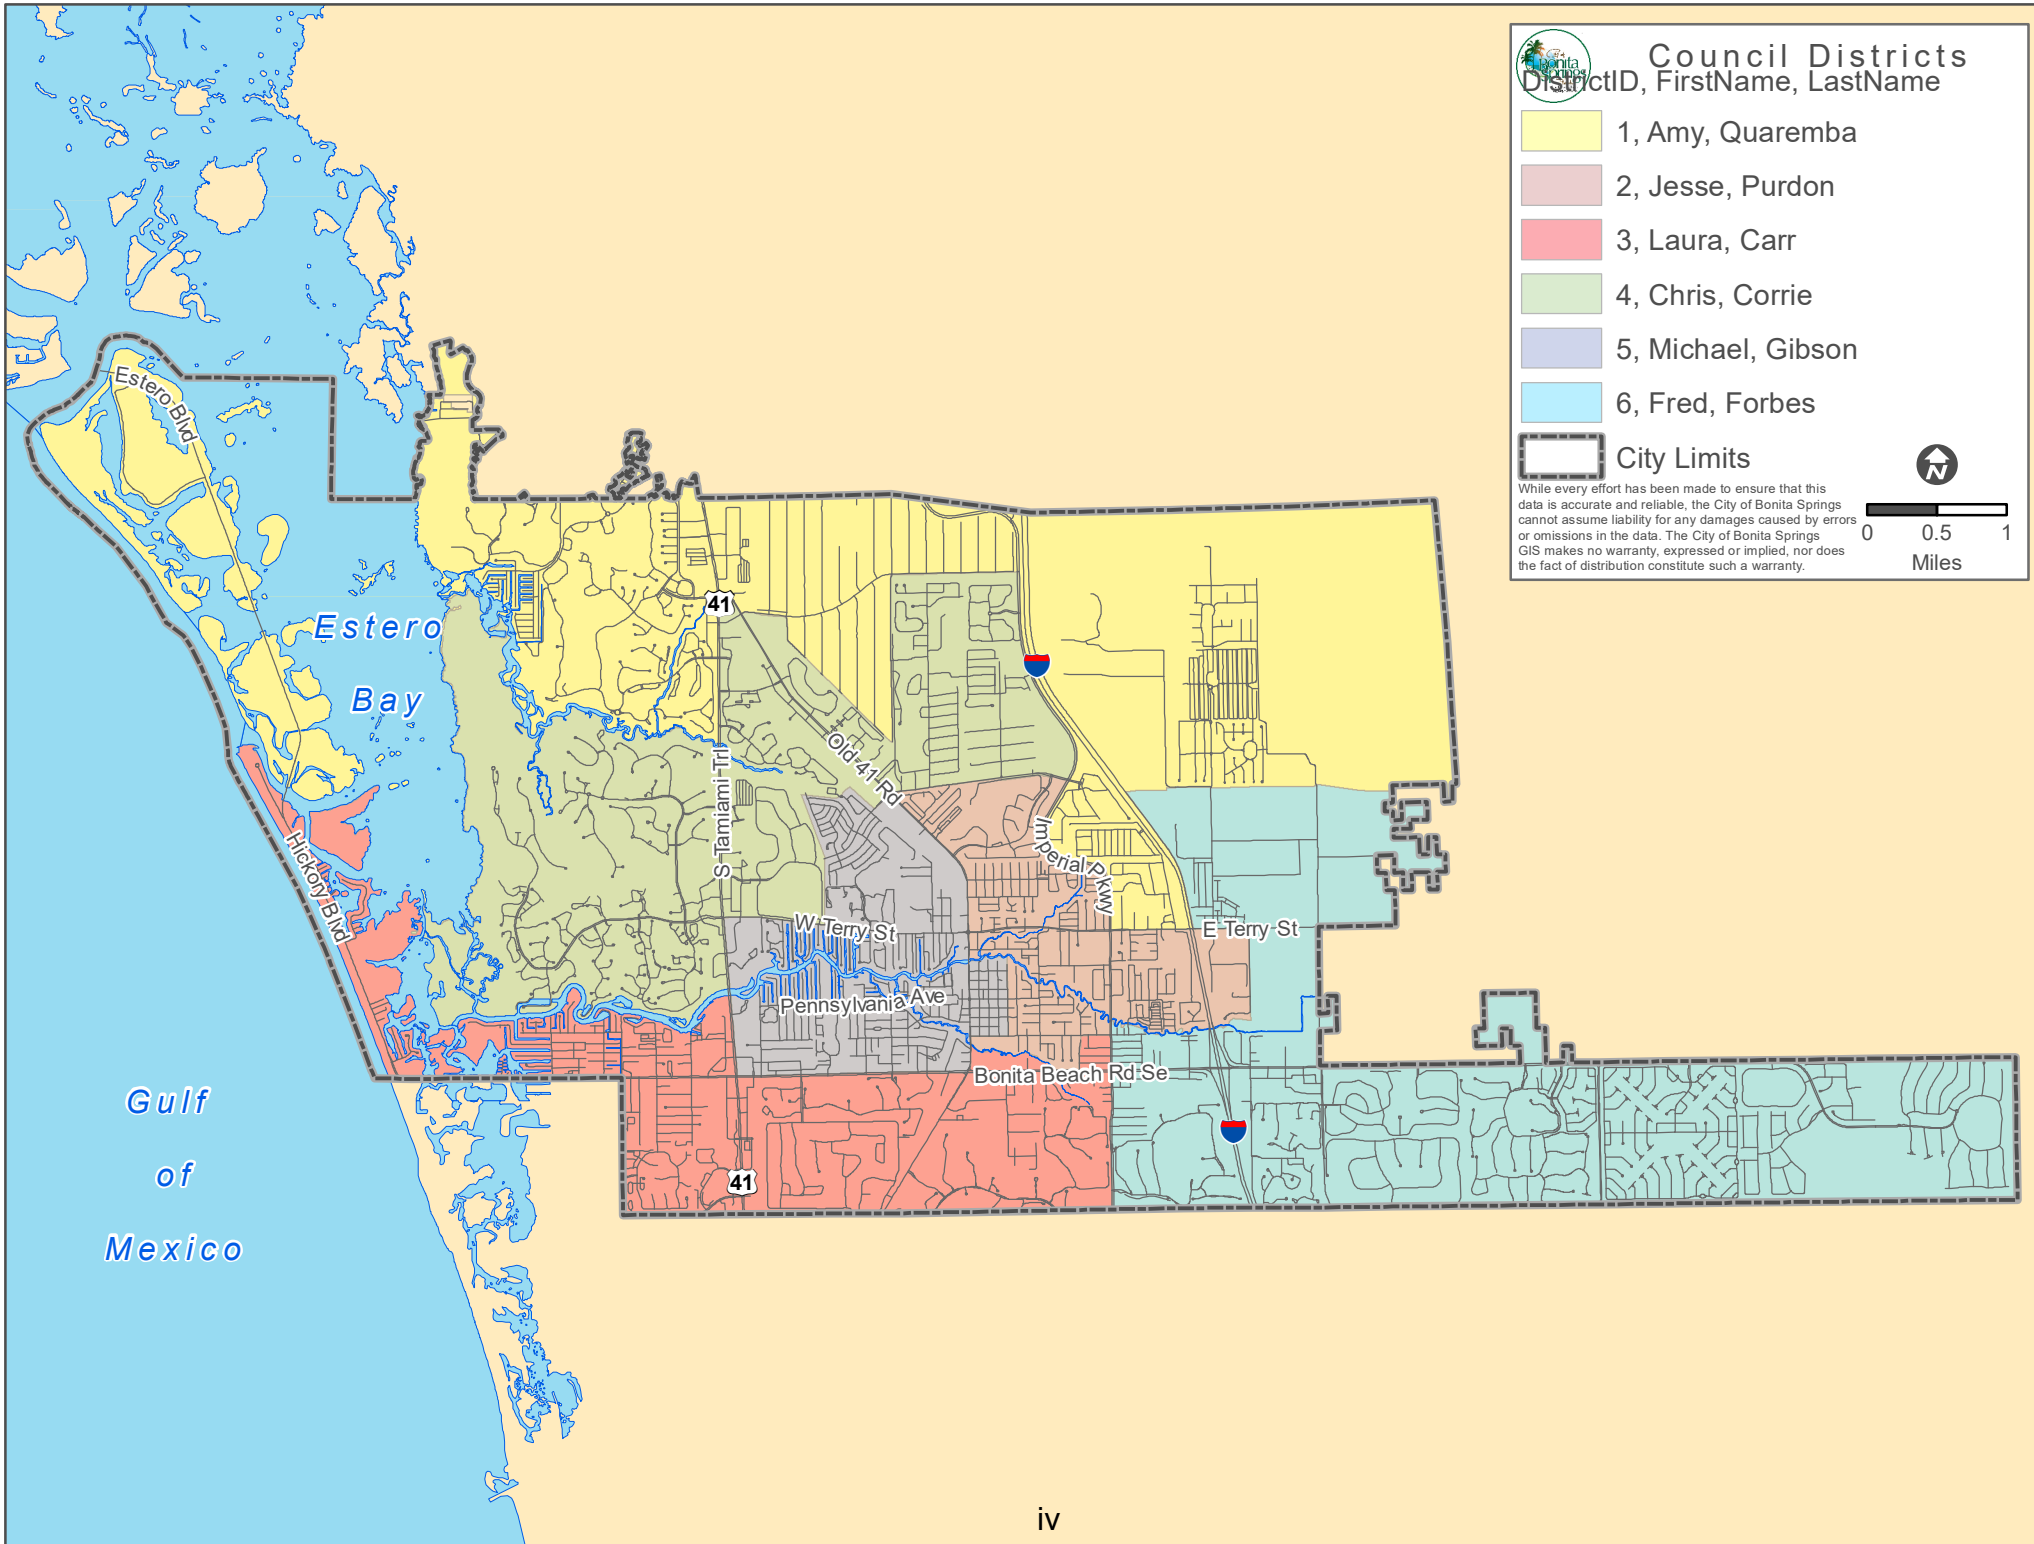 Council Districts
Bonita
Springs
DistrictID, FirstName, LastName
1, Amy, Quaremba
2, Jesse, Purdon
3, Laura, Carr
4, Chris, Corrie
5, Michael, Gibson
6, Fred, Forbes
City Limits
N
While every effort has been made to ensure that this
data is accurate and reliable, the City of Bonita Springs
cannot assume liability for any damages caused by errors
or omissions in the data. The City of Bonita Springs
GIS makes no warranty, expressed or implied, nor does
the fact of distribution constitute such a warranty.
0 0.5 1
Miles
Estero Blvd
41
Estero
Bay
Old 41 Rd
S Tamiami Trl
Imperial Pkwy
Hickory Blvd
W Terry St
E Terry St
Pennsylvania Ave
Bonita Beach Rd Se
41
Gulf
of
Mexico
iv